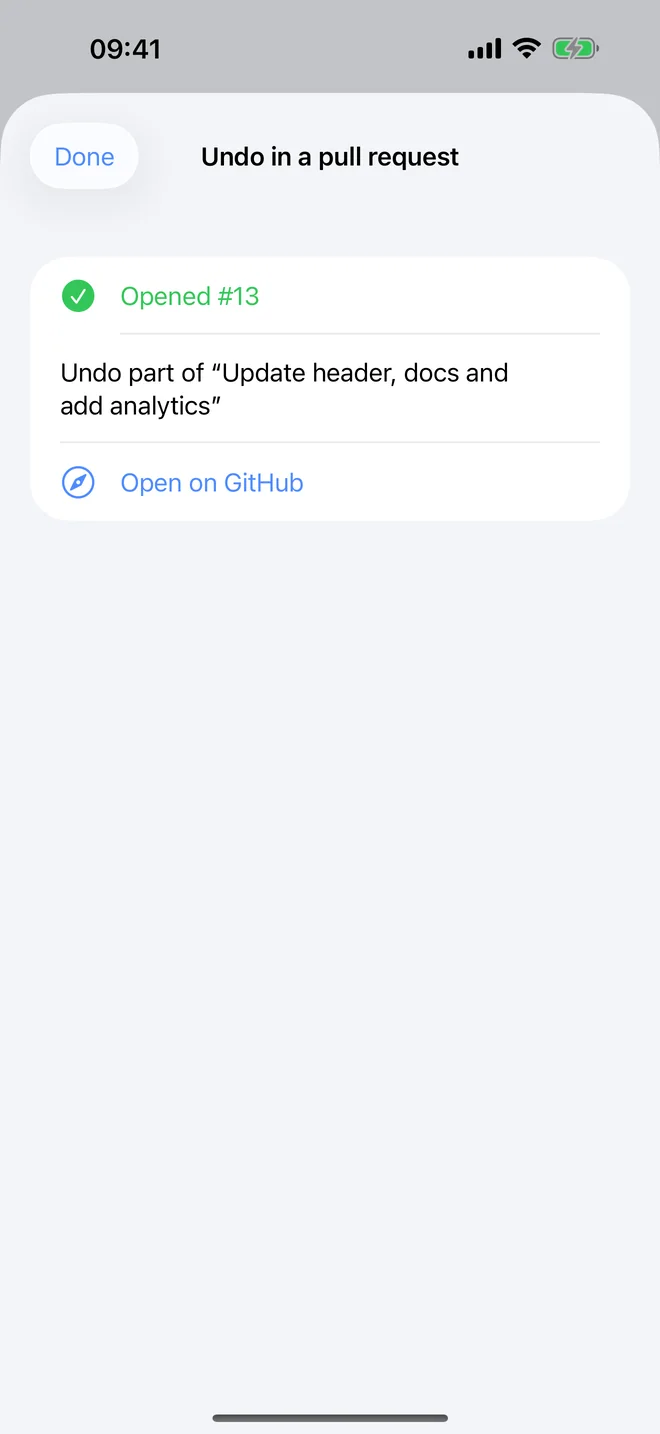 09:41
Done
Undo in a pull request
Opened #13
Undo part of “Update header, docs and
add analytics”
Open on GitHub